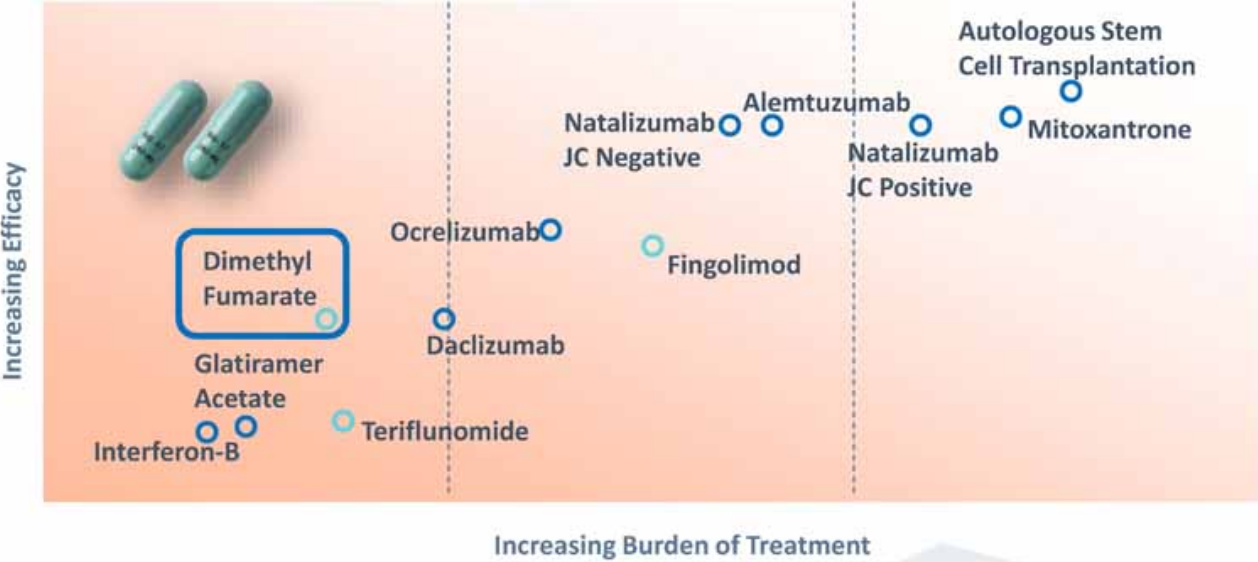 Autologous Stem
Cell Transplantation
Alemtuzumab
Natalizumab
JC Negative
Mitoxantrone
Natalizumab
JC Positive
Ocrelizumab
Fingolimod
Dimethyl
Fumarate
Daclizumab
Glatiramer
Acetate
Teriflunomide
Interferon-B
Increasing Efficacy
Increasing Burden of Treatment